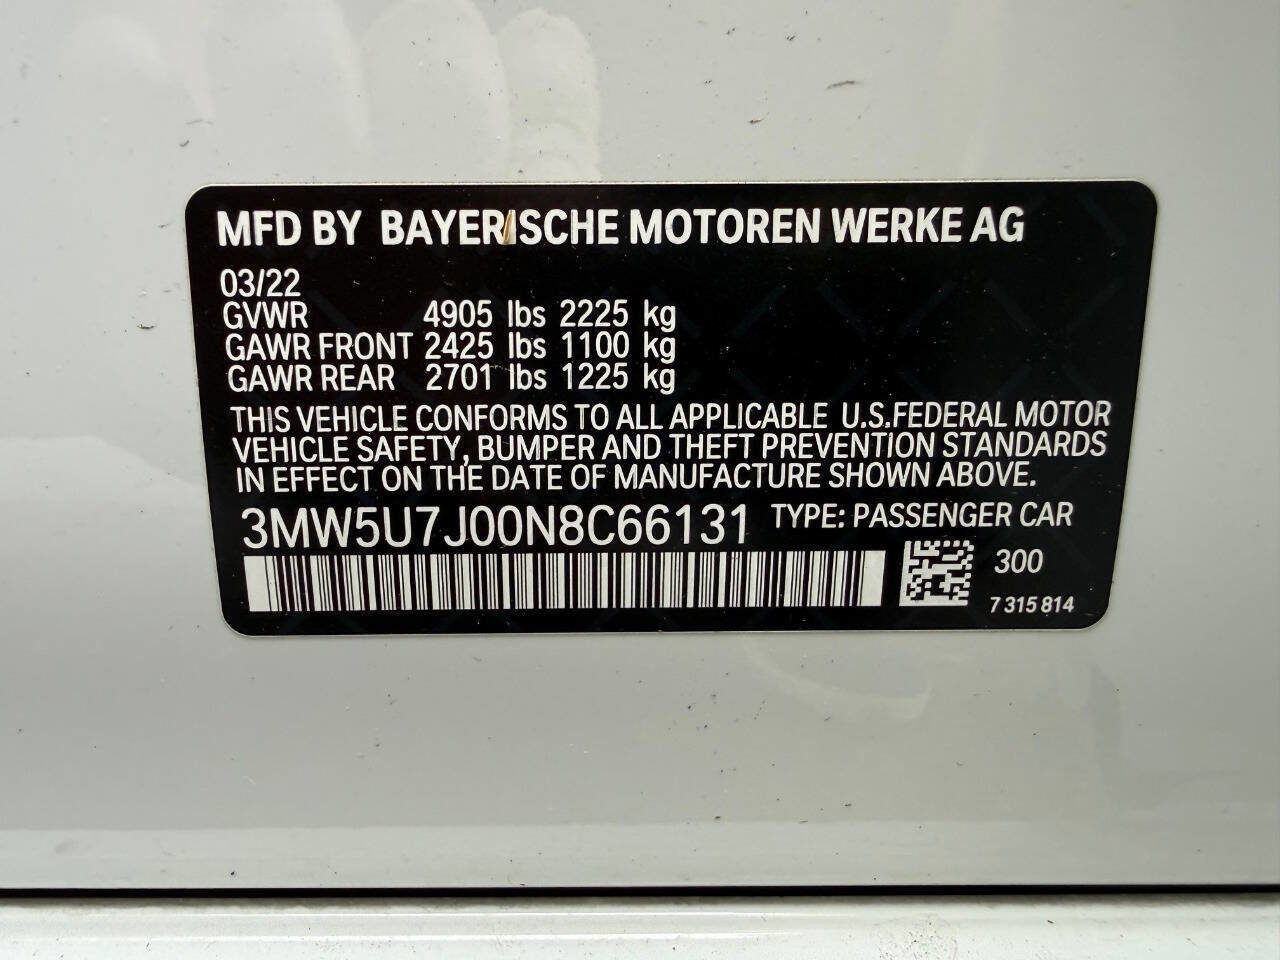 MFD BY BAYERISCHE MOTOREN WERKE AG
03/22
GVWR 4905 lbs 2225 kg
GAWR FRONT 2425 lbs 1100 kg
GAWR REAR 2701 lbs 1225 kg
THIS VEHICLE CONFORMS TO ALL APPLICABLE U.S.FEDERAL MOTOR
VEHICLE SAFETY, BUMPER AND THEFT PREVENTION STANDARDS
IN EFFECT ON THE DATE OF MANUFACTURE SHOWN ABOVE.
3MW5U7J00N8C66131 TYPE: PASSENGER CAR
300
7 315 814